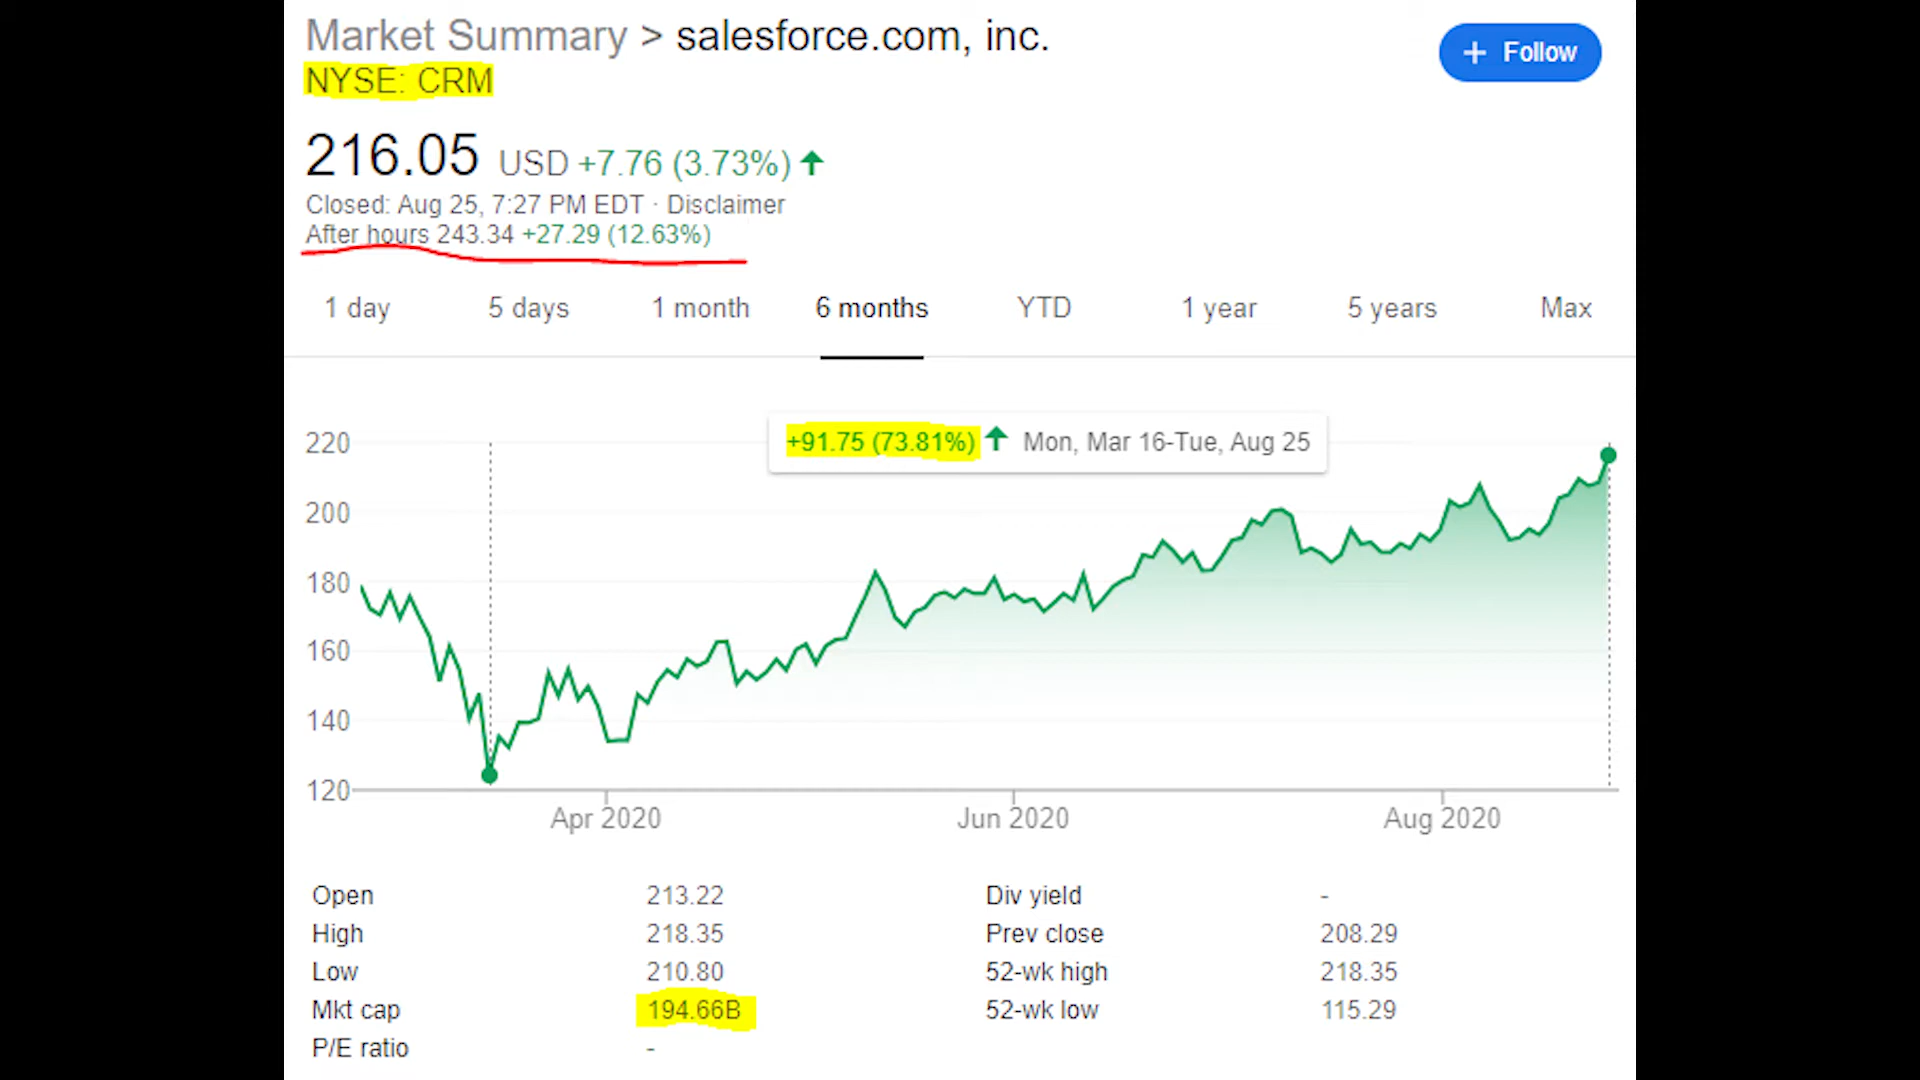 Market Summary > salesforce.com, inc.
+ Follow
NYSE: CRM
216.05 USD +7.76 (3.73%)
Closed: Aug 25, 7:27 PM EDT · Disclaimer
After hours 243.34 +27.29 (12.63%)
1 day 5 days 1 month 6 months YTD 1 year 5 years Max
+91.75 (73.81%) Mon, Mar 16-Tue, Aug 25
220
200
180
160
140
120
Apr 2020 Jun 2020 Aug 2020
Open 213.22 Div yield -
High 218.35 Prev close 208.29
Low 210.80 52-wk high 218.35
Mkt cap 194.66B 52-wk low 115.29
P/E ratio -